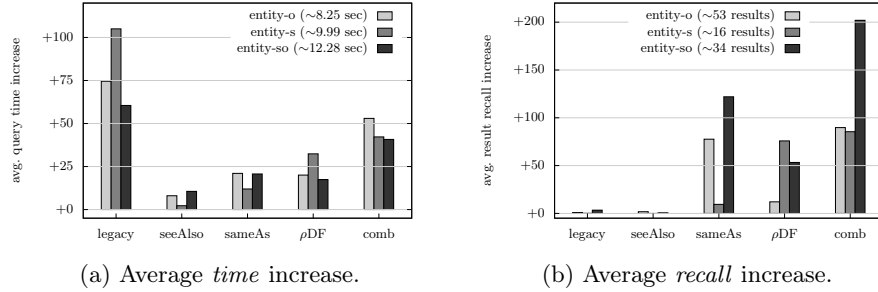 avg. query time increase
+100
+75
+50
+25
+0
entity-o (~8.25 sec)
entity-s (~9.99 sec)
entity-so (~12.28 sec)
legacy seeAlso sameAs ρDF comb
(a) Average time increase.
avg. result recall increase
+200
+150
+100
+50
+0
entity-o (~53 results)
entity-s (~16 results)
entity-so (~34 results)
legacy seeAlso sameAs ρDF comb
(b) Average recall increase.